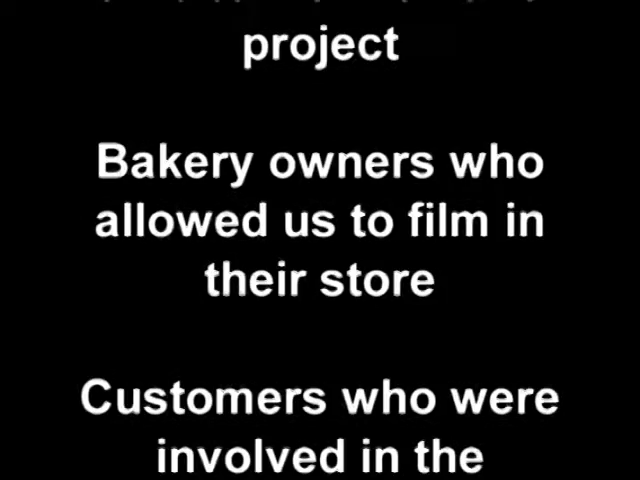 project
Bakery owners who
allowed us to film in
their store
Customers who were
involved in the